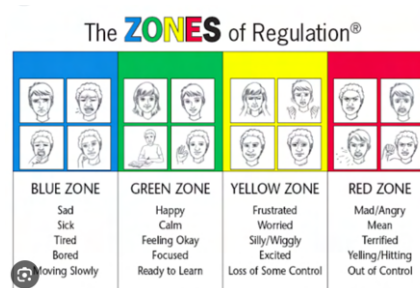 The ZONES of Regulation®
BLUE ZONE
Sad
Sick
Tired
Bored
Moving Slowly
GREEN ZONE
Happy
Calm
Feeling Okay
Focused
Ready to Learn
YELLOW ZONE
Frustrated
Worried
Silly/Wiggly
Excited
Loss of Some Control
RED ZONE
Mad/Angry
Mean
Terrified
Yelling/Hitting
Out of Control